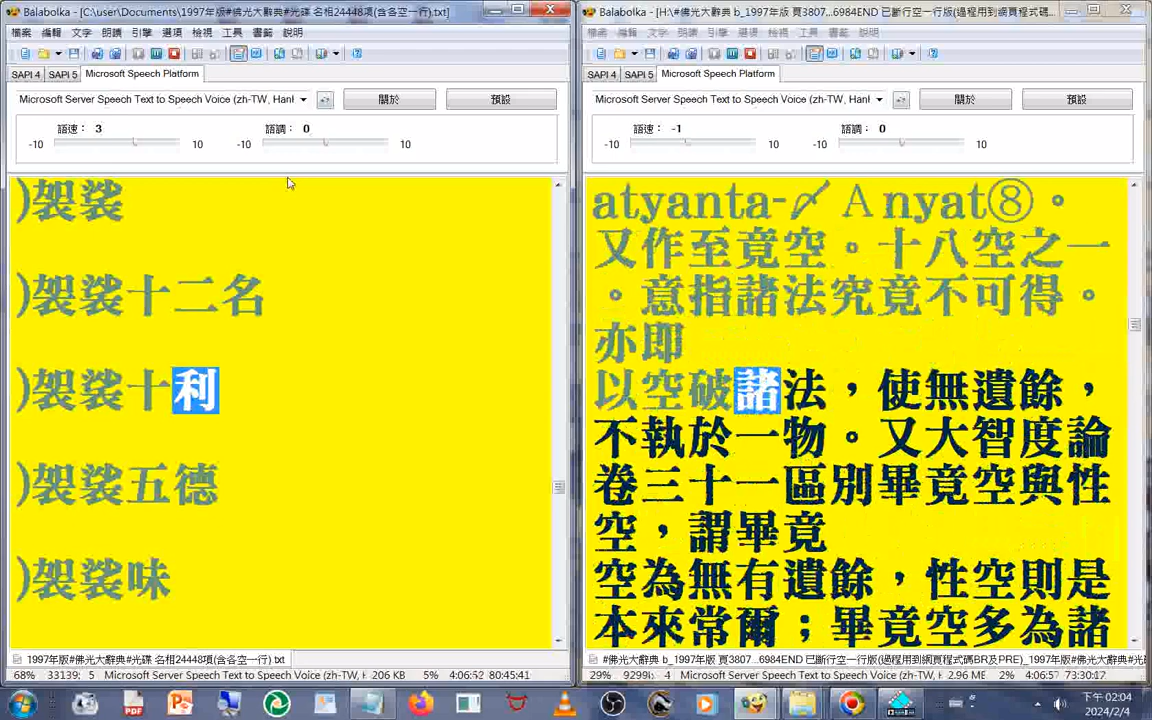 Balabolka - [C:\user\Documents\1997年版#佛光大辭典#光碟 名相24448項(含各空一行).txt]
檔案 編輯 文字 朗讀 引擎 選項 檢視 工具 書籤 說明
SAPI 4 SAPI 5 Microsoft Speech Platform
Microsoft Server Speech Text to Speech Voice (zh-TW, Hanl
關於 預設
語速： 3 語調： 0
-10 10 -10 10
)袈裟
)袈裟十二名
)袈裟十利
)袈裟五德
)袈裟味
1997年版#佛光大辭典#光碟 名相24448項(含各空一行).txt
68% 33139: 5 Microsoft Server Speech Text to Speech Voice (zh-TW, H 206 KB 5% 4:06:52 80:45:41
Balabolka - [H:\#佛光大辭典 b_1997年版 頁3807...6984END 已斷行空一行版(過程用到網頁程式碼
檔案 編輯 文字 朗讀 引擎 選項 檢視 工具 書籤 說明
SAPI 4 SAPI 5 Microsoft Speech Platform
Microsoft Server Speech Text to Speech Voice (zh-TW, Hanl
關於 預設
語速： -1 語調： 0
-10 10 -10 10
atyanta-〆Ａnyat⑧。
又作至竟空。十八空之一
。意指諸法究竟不可得。
亦即
以空破諸法，使無遺餘，
不執於一物。又大智度論
卷三十一區別畢竟空與性
空，謂畢竟
空為無有遺餘，性空則是
本來常爾；畢竟空多為諸
#佛光大辭典 b_1997年版 頁3807...6984END 已斷行空一行版(過程用到網頁程式碼BR及PRE)_1997年版#佛光大辭典#光
29% 4 Microsoft Server Speech Text to Speech Voice (zh-TW, 2.96 ME 2% 4:06:57 73:30:17
下午 02:04
2024/2/4